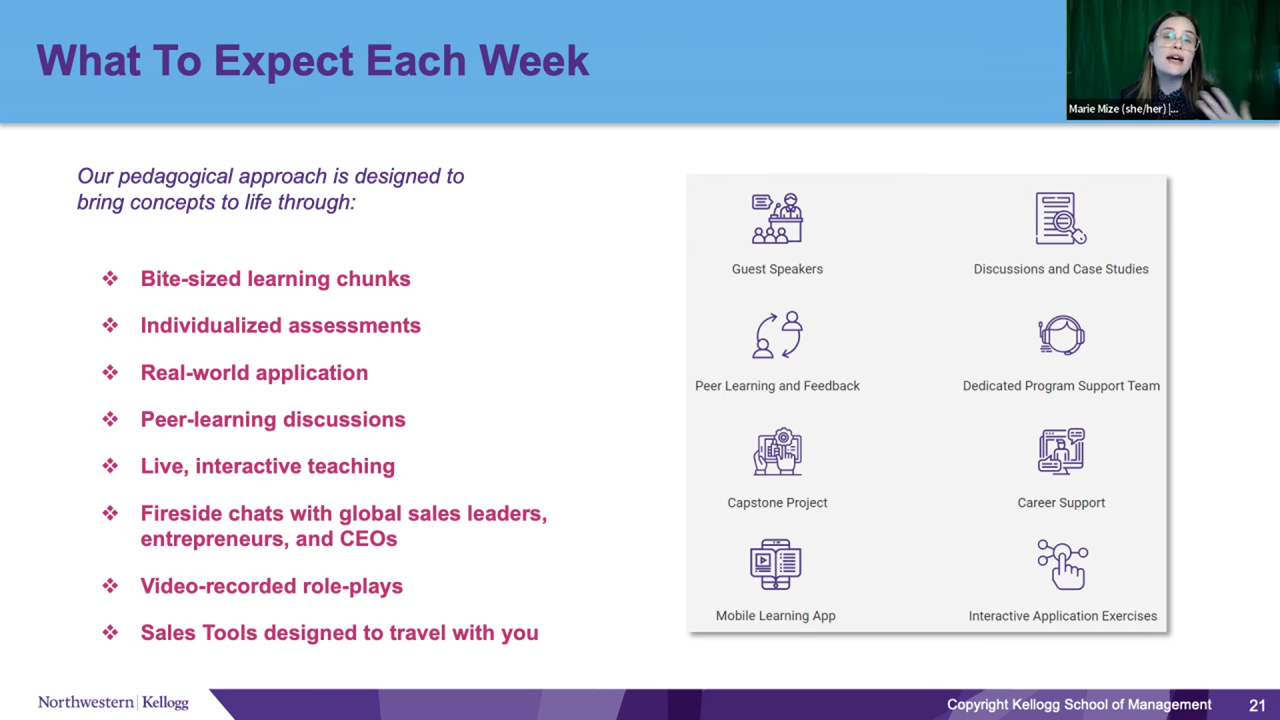 What To Expect Each Week
Marie Mize (she/her) |...
Our pedagogical approach is designed to
bring concepts to life through:
❖ Bite-sized learning chunks
❖ Individualized assessments
❖ Real-world application
❖ Peer-learning discussions
❖ Live, interactive teaching
❖ Fireside chats with global sales leaders,
entrepreneurs, and CEOs
❖ Video-recorded role-plays
❖ Sales Tools designed to travel with you
Guest Speakers
Discussions and Case Studies
Peer Learning and Feedback
Dedicated Program Support Team
Capstone Project
Career Support
Mobile Learning App
Interactive Application Exercises
Northwestern | Kellogg
Copyright Kellogg School of Management 21